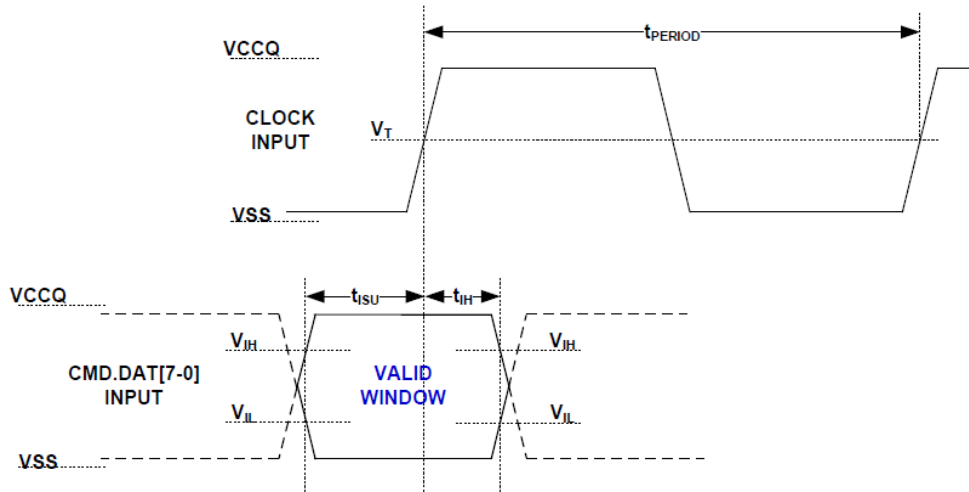 tPERIOD
VCCQ
CLOCK
INPUT
VT
VSS
VCCQ
tISU
tIH
VIH
VIH
CMD.DAT[7-0]
INPUT
VALID
WINDOW
VIL
VIL
VSS